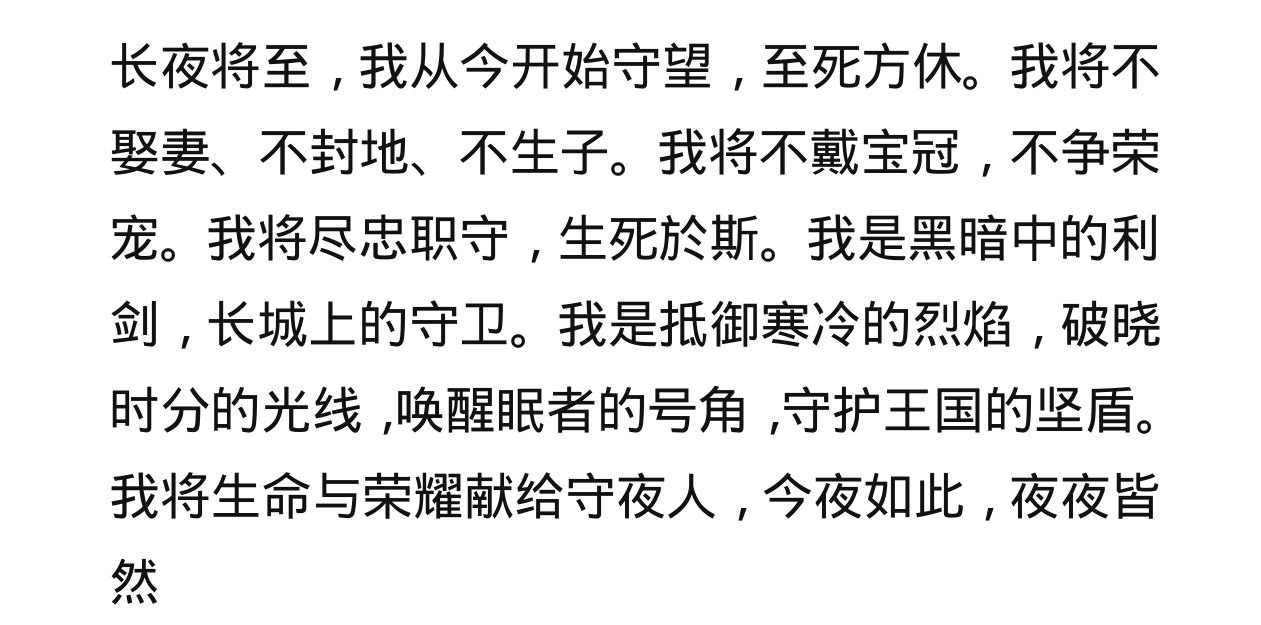 长夜将至，我从今开始守望，至死方休。我将不
娶妻、不封地、不生子。我将不戴宝冠，不争荣
宠。我将尽忠职守，生死於斯。我是黑暗中的利
剑，长城上的守卫。我是抵御寒冷的烈焰，破晓
时分的光线，唤醒眠者的号角，守护王国的坚盾。
我将生命与荣耀献给守夜人，今夜如此，夜夜皆
然